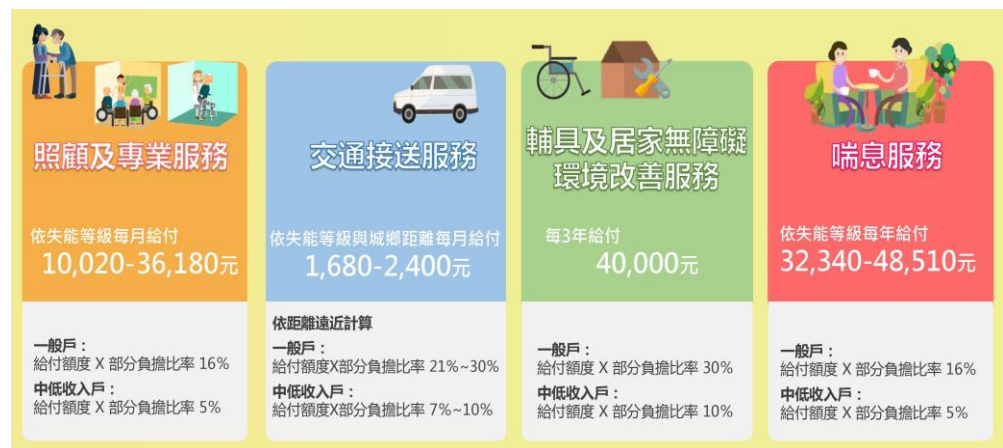 照顧及專業服務
依失能等級每月給付
10,020-36,180元
一般戶：
給付額度 X 部分負擔比率 16%
中低收入戶：
給付額度 X 部分負擔比率 5%
交通接送服務
依失能等級與城鄉距離每月給付
1,680-2,400元
依距離遠近計算
一般戶：
給付額度X部分負擔比率 21%~30%
中低收入戶：
給付額度X部分負擔比率 7%~10%
輔具及居家無障礙
環境改善服務
每3年給付
40,000元
一般戶：
給付額度 X 部分負擔比率 30%
中低收入戶：
給付額度 X 部分負擔比率 10%
喘息服務
依失能等級每年給付
32,340-48,510元
一般戶：
給付額度 X 部分負擔比率 16%
中低收入戶：
給付額度 X 部分負擔比率 5%